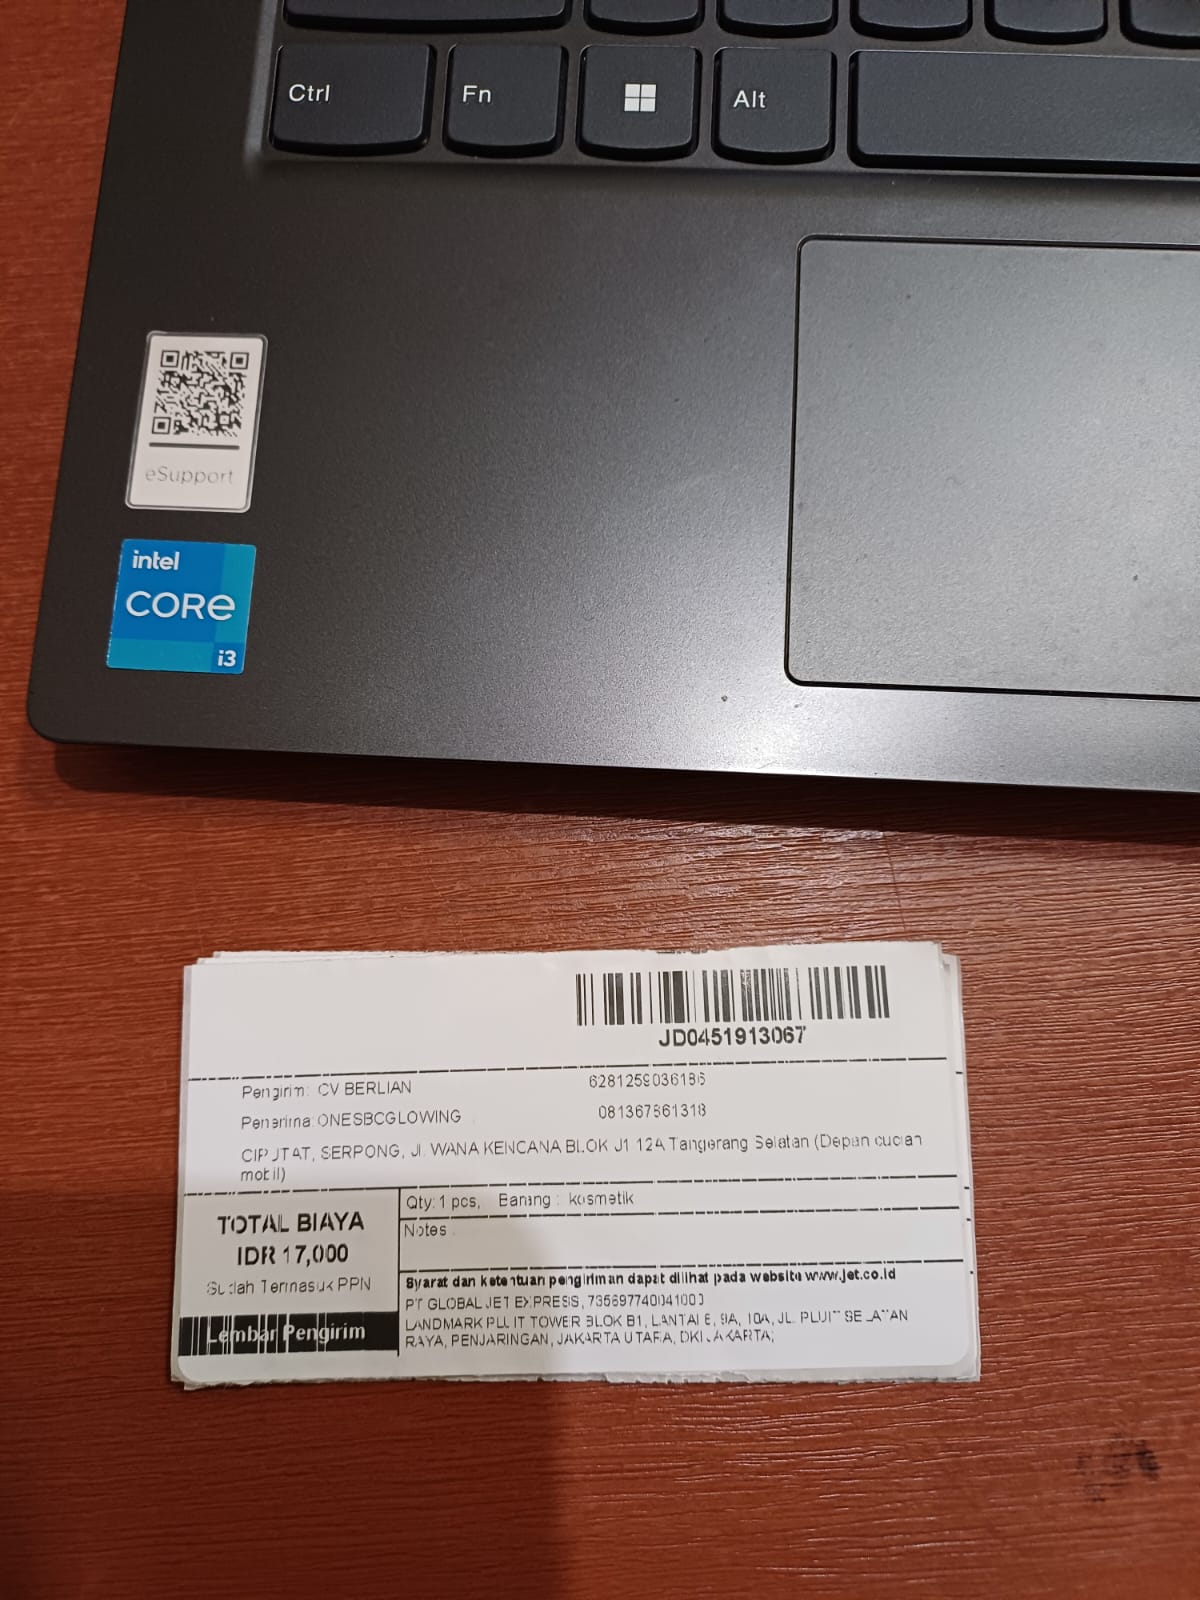 Ctrl Fn Alt
eSupport
intel
CORE
i3
JD0451913067
Pengirim: CV BERLIAN 6281259036186
Penerima: ONESBCGLOWING 081367861318
CIPUTAT, SERPONG, Jl. WANA KENCANA BLOK J1 12A Tangerang Selatan (Depan cucian
mobil)
Qty: 1 pcs, Barang : kosmetik
Notes
TOTAL BIAYA
IDR 17,000
Sudah Termasuk PPN
Lembar Pengirim
Syarat dan ketentuan pengiriman dapat dilihat pada website www.jet.co.id
PT GLOBAL JET EXPRESS, 735697740041000
LANDMARK PLUIT TOWER BLOK B1, LANTAI 8, 9A, 10A, JL. PLUIT SELATAN
RAYA, PENJARINGAN, JAKARTA UTARA, DKI JAKARTA;